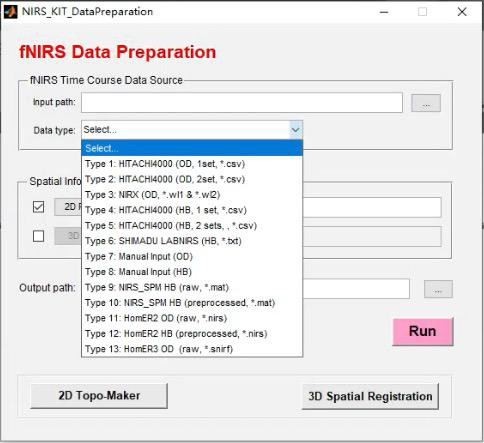 NIRS_KIT_DataPreparation
fNIRS Data Preparation
fNIRS Time Course Data Source
Input path:
...
Data type:
Select...
Select...
Type 1: HITACHI4000 (OD, 1set, *.csv)
Type 2: HITACHI4000 (OD, 2set, *.csv)
Type 3: NIRX (OD, *.wl1 & *.wl2)
Type 4: HITACHI4000 (HB, 1 set, *.csv)
Type 5: HITACHI4000 (HB, 2 sets, , *.csv)
Type 6: SHIMADU LABNIRS (HB, *.txt)
Type 7: Manual Input (OD)
Type 8: Manual Input (HB)
Type 9: NIRS_SPM HB (raw, *.mat)
Type 10: NIRS_SPM HB (preprocessed, *.mat)
Type 11: HomER2 OD (raw, *.nirs)
Type 12: HomER2 HB (preprocessed, *.nirs)
Type 13: HomER3 OD (raw, *.snirf)
Spatial Info
2D
3D
Output path:
...
Run
2D Topo-Maker
3D Spatial Registration